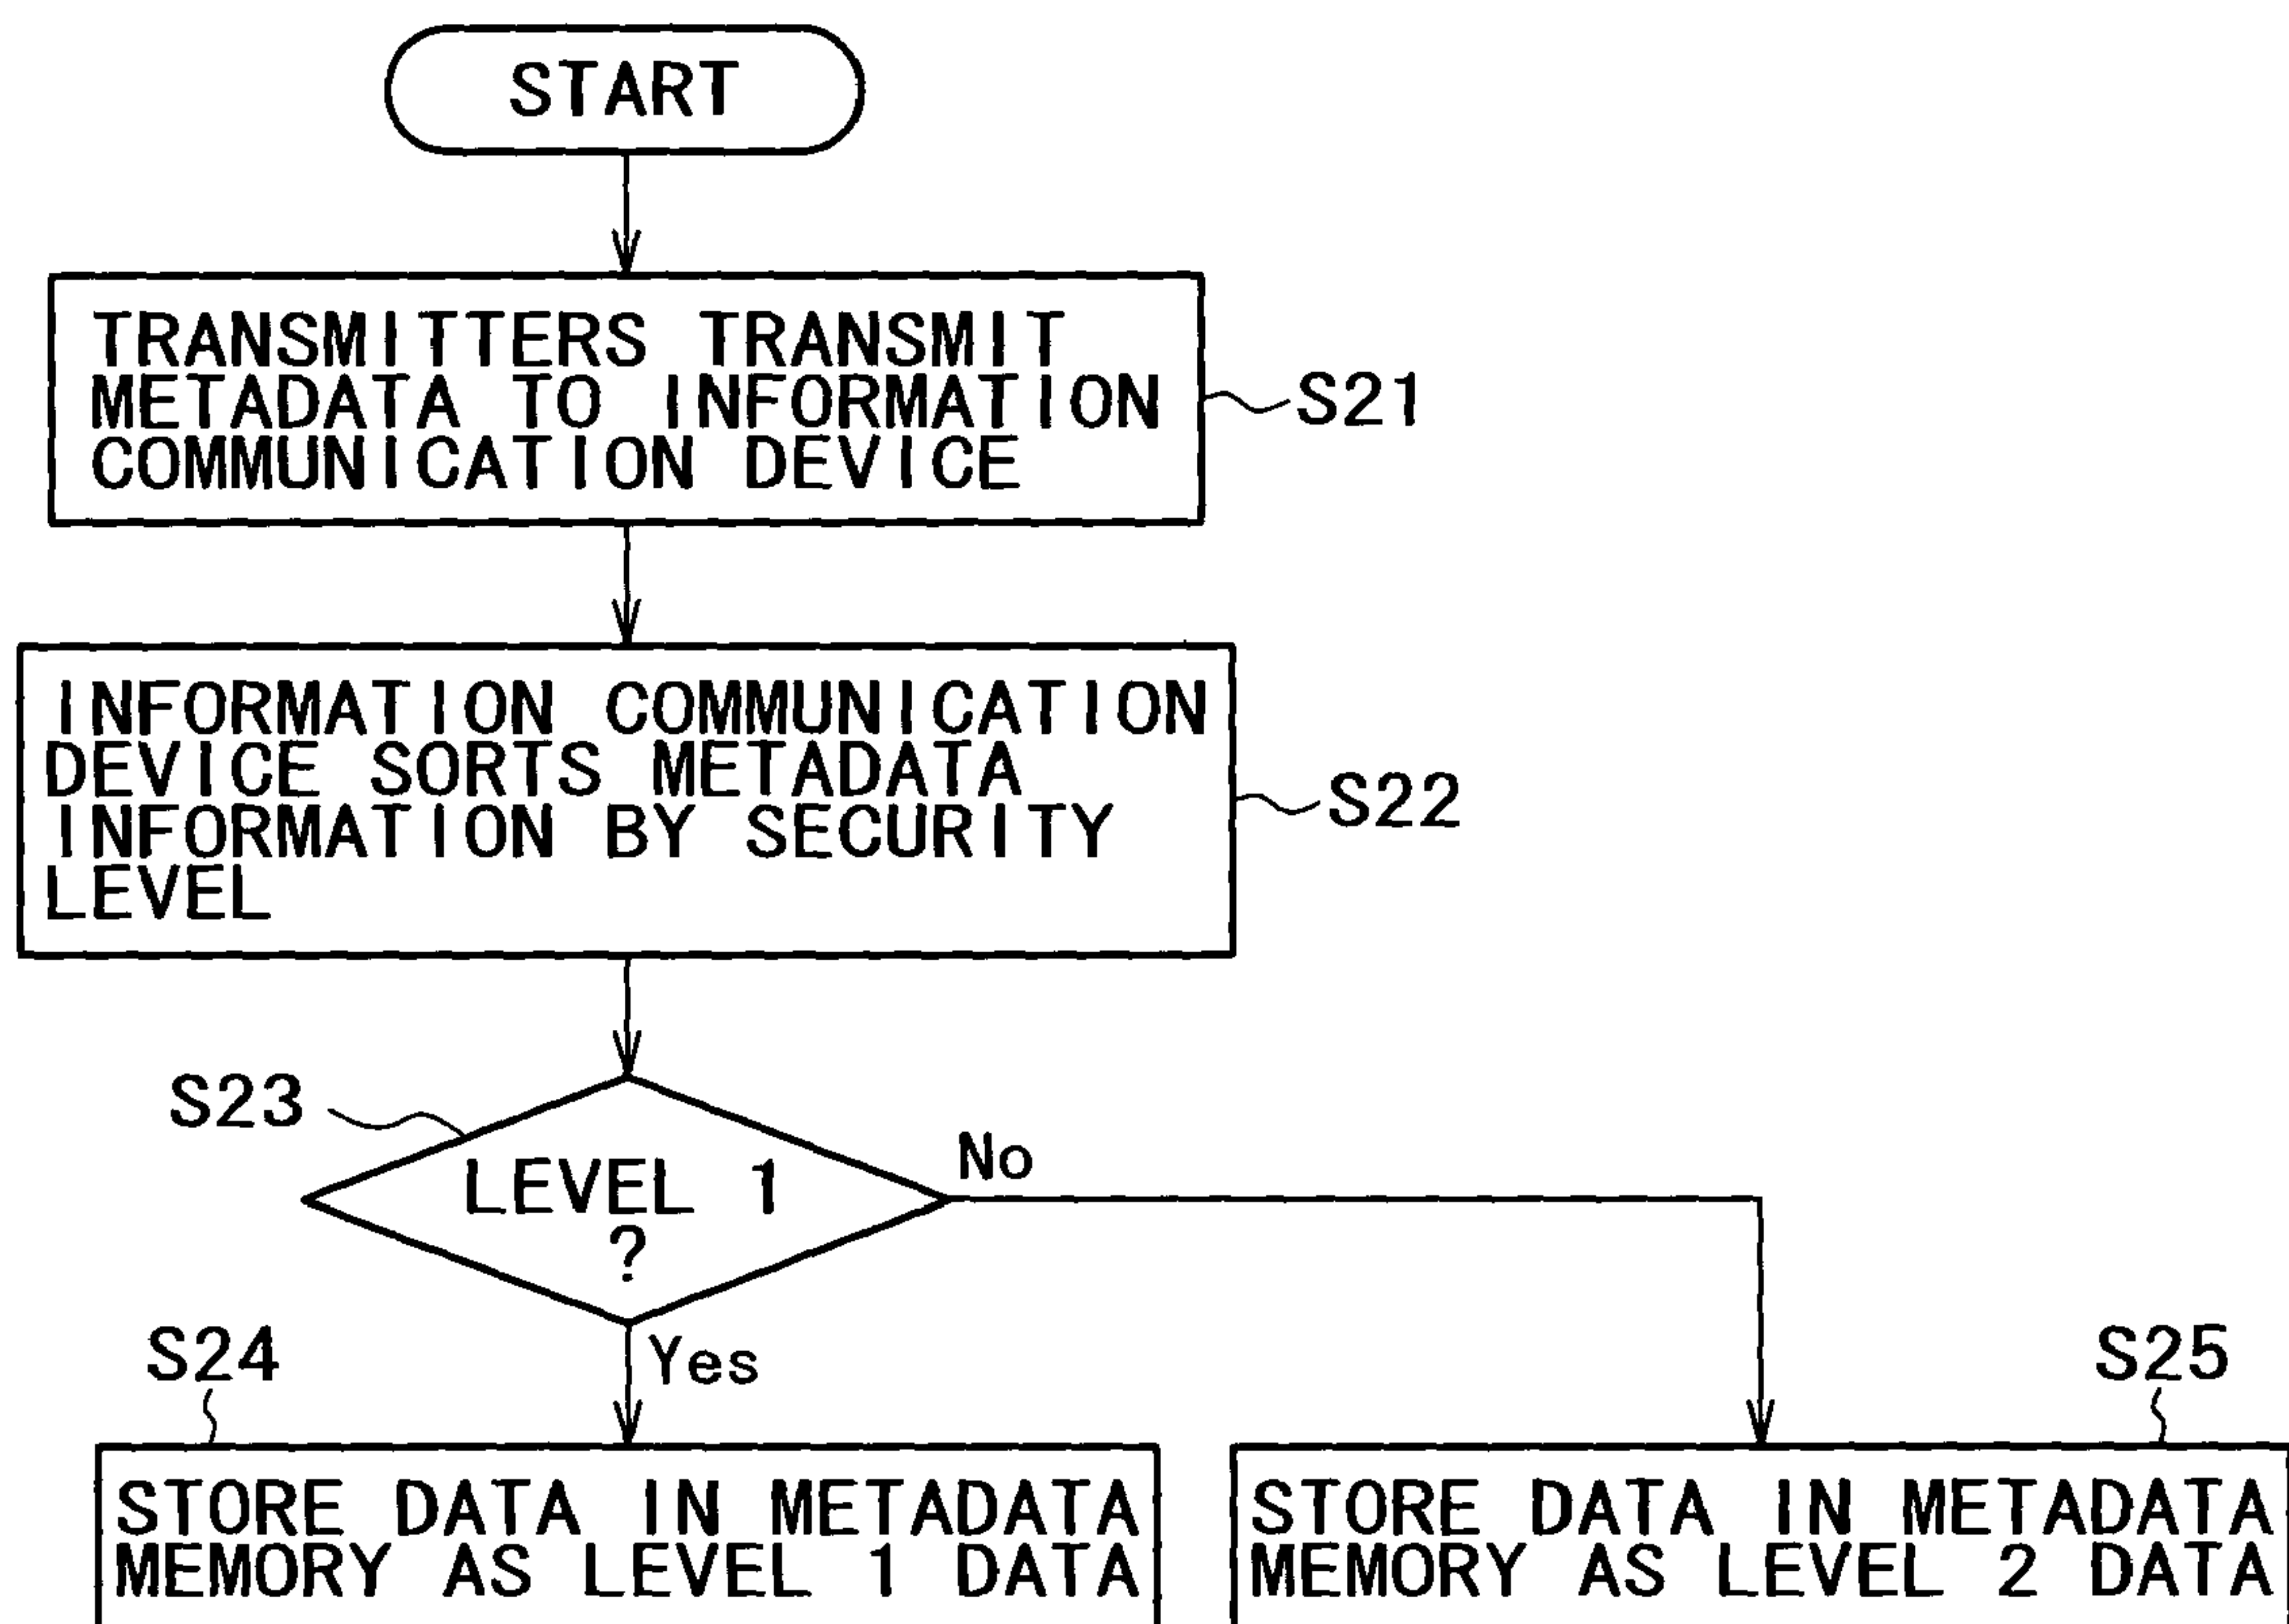 START
TRANSMITTERS TRANSMIT
METADATA TO INFORMATION
COMMUNICATION DEVICE
S21
INFORMATION COMMUNICATION
DEVICE SORTS METADATA
INFORMATION BY SECURITY
LEVEL
S22
S23
LEVEL 1
?
No
Yes
S24
STORE DATA IN METADATA
MEMORY AS LEVEL 1 DATA
S25
STORE DATA IN METADATA
MEMORY AS LEVEL 2 DATA